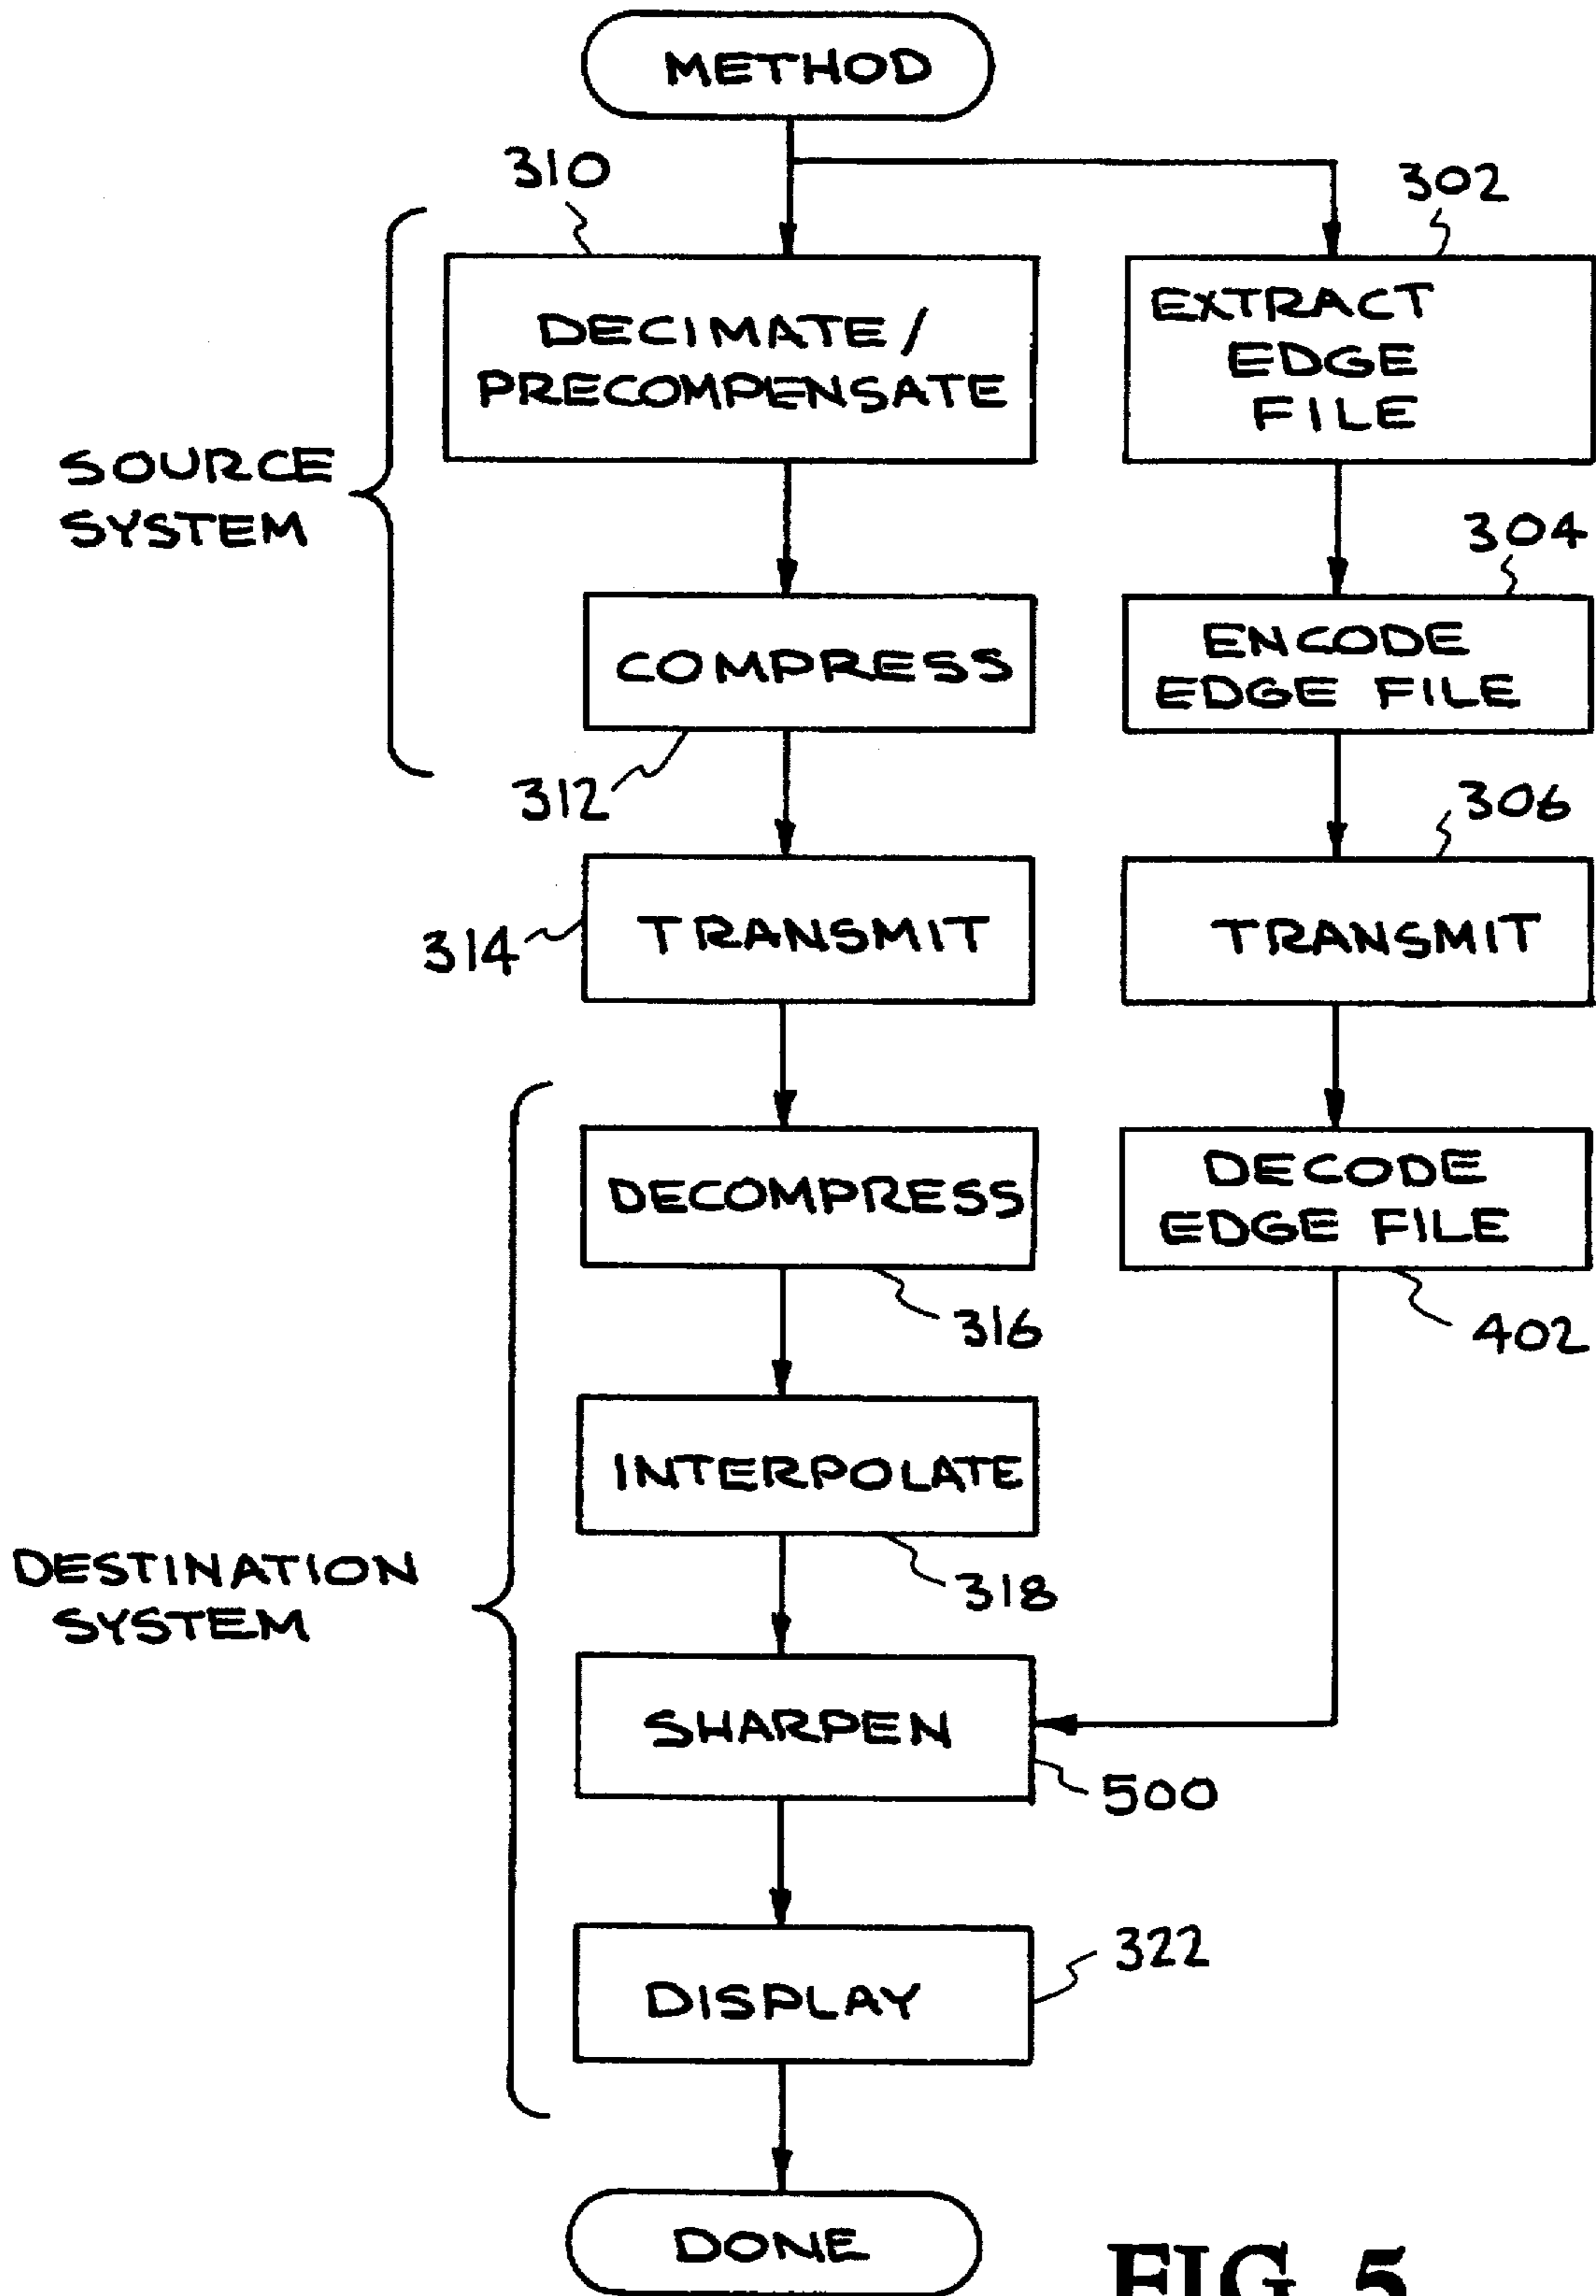 METHOD
310
302
DECIMATE/
PRECOMPENSATE
EXTRACT
EDGE
FILE
SOURCE
SYSTEM
304
COMPRESS
ENCODE
EDGE FILE
312
306
314
TRANSMIT
TRANSMIT
DECOMPRESS
DECODE
EDGE FILE
316
402
INTERPOLATE
DESTINATION
SYSTEM
318
SHARPEN
500
322
DISPLAY
DONE
FIG. 5